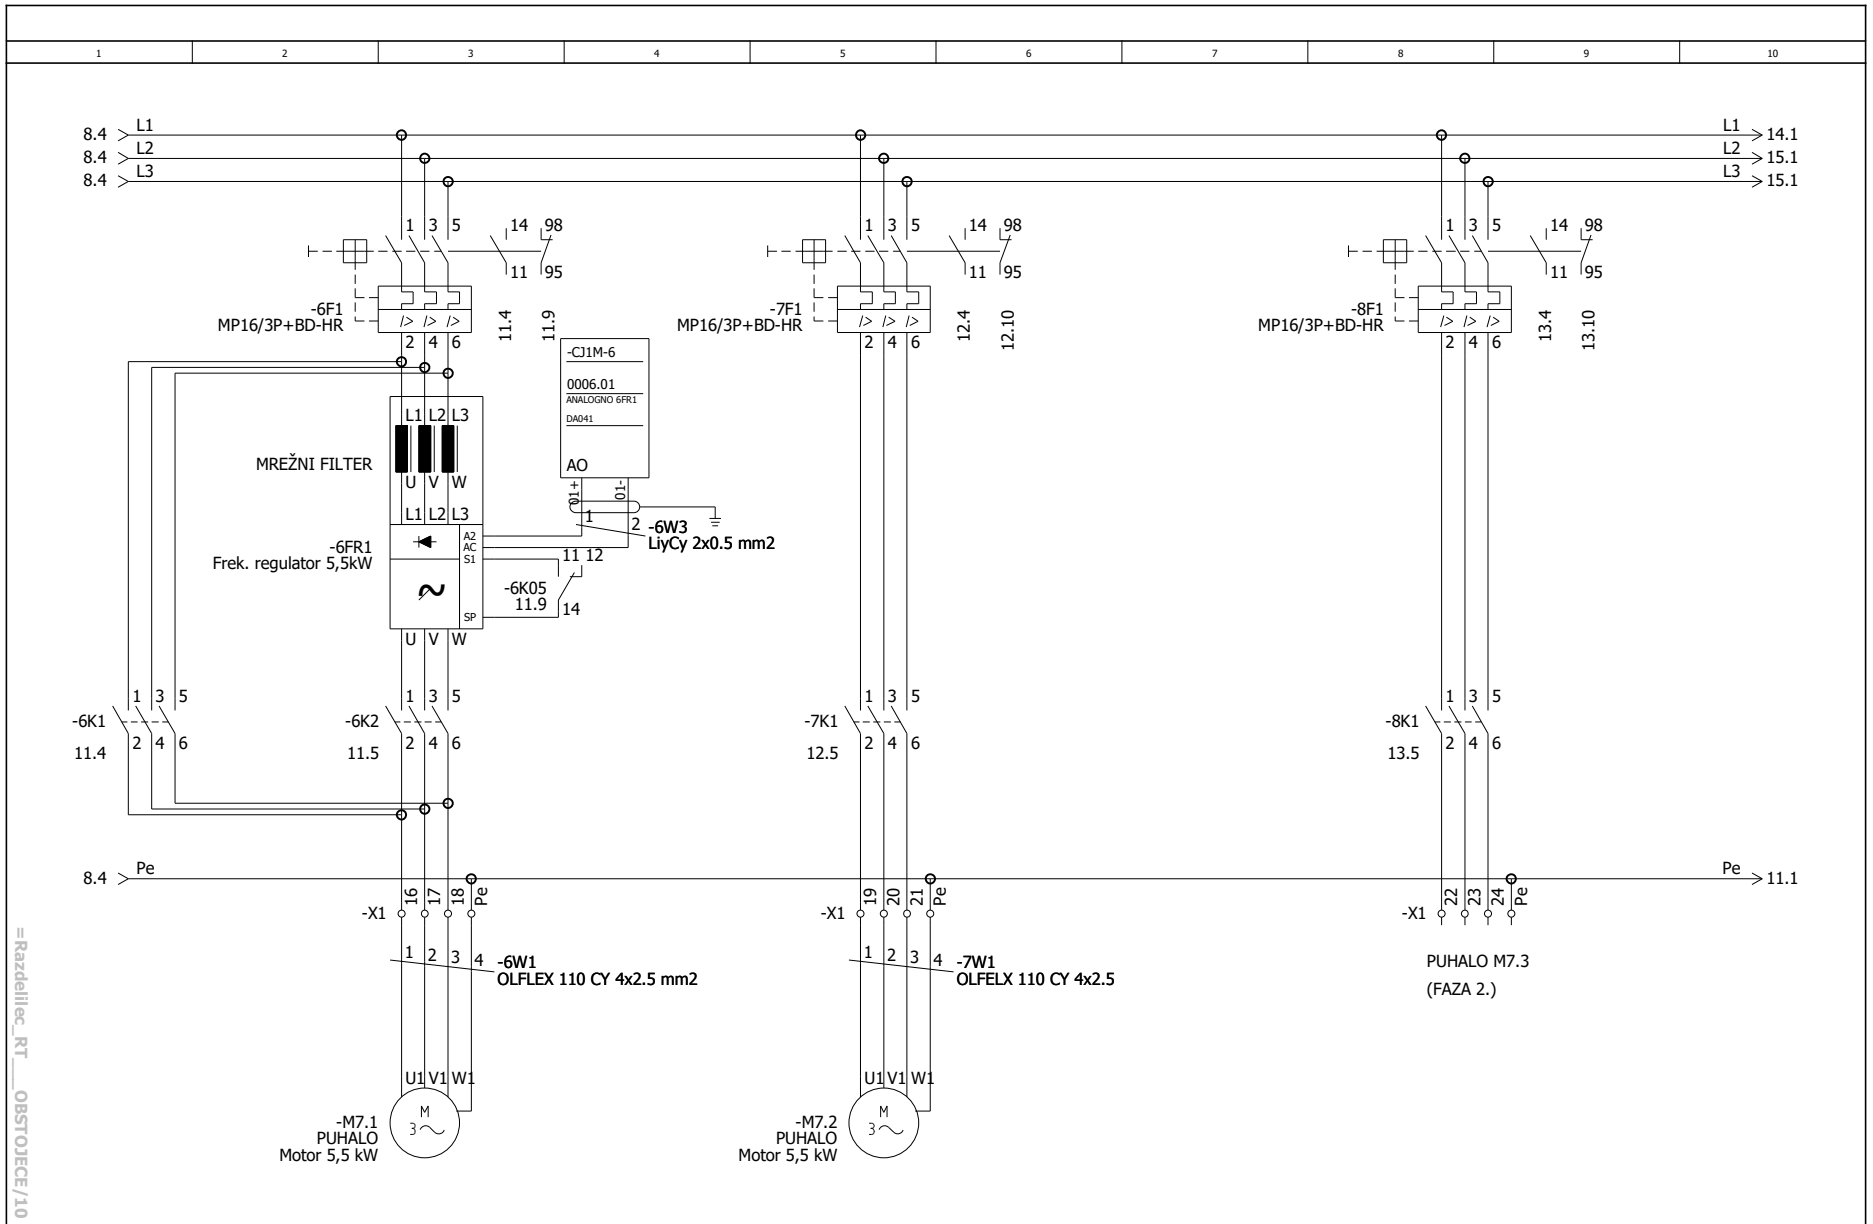 1 2 3 4 5 6 7 8 9 10
8.4 L1 L1 14.1
8.4 L2 L2 15.1
8.4 L3 L3 15.1
1 3 5 14 98
11 95
-6F1
MP16/3P+BD-HR
I> I> I>
2 4 6
11.4
11.9
1 3 5 14 98
11 95
-7F1
MP16/3P+BD-HR
I> I> I>
2 4 6
12.4
12.10
1 3 5 14 98
11 95
-8F1
MP16/3P+BD-HR
I> I> I>
2 4 6
13.4
13.10
-CJ1M-6
0006.01
ANALOGNO 6FR1
DA041
AO
01+
01-
L1 L2 L3
MREŽNI FILTER
U V W
1 2
-6W3
LiyCy 2x0.5 mm2
L1 L2 L3
-6FR1
Frek. regulator 5,5kW
A2
AC
S1
SP
11 12
-6K05
11.9
14
U V W
1 3 5
-6K1
2 4 6
11.4
1 3 5
-6K2
2 4 6
11.5
1 3 5
-7K1
2 4 6
12.5
1 3 5
-8K1
2 4 6
13.5
8.4 Pe Pe 11.1
-X1 16 17 18 Pe
-X1 19 20 21 Pe
-X1 22 23 24 Pe
1 2 3 4
-6W1
OLFLEX 110 CY 4x2.5 mm2
1 2 3 4
-7W1
OLFELX 110 CY 4x2.5
PUHALO M7.3
(FAZA 2.)
U1 V1 W1
M
3
-M7.1
PUHALO
Motor 5,5 kW
U1 V1 W1
M
3
-M7.2
PUHALO
Motor 5,5 kW
=Razdelilec_RT___OBSTOJECE/10